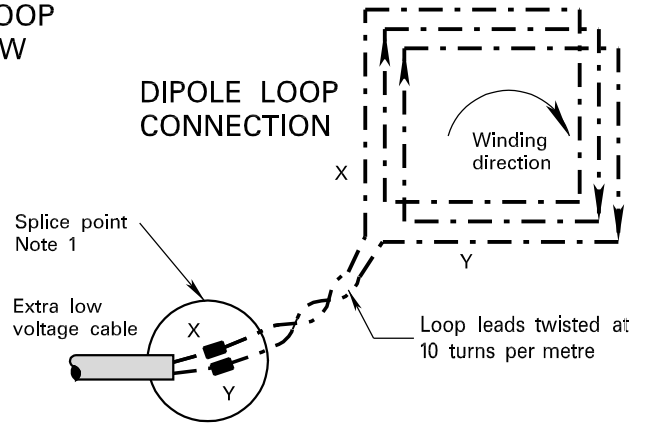 DIPOLE LOOP
CONNECTION
Winding
direction
X
Splice point
Note 1
Y
Extra low
voltage cable
X
Loop leads twisted at
10 turns per metre
Y